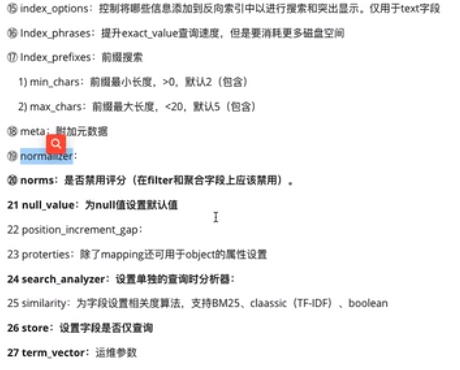 ⑮ index_options：控制将哪些信息添加到反向索引中以进行搜索和突出显示。仅用于text字段
⑯ Index_phrases：提升exact_value查询速度，但是要消耗更多磁盘空间
⑰ Index_prefixes：前缀搜索
1) min_chars：前缀最小长度，>0，默认2（包含）
2) max_chars：前缀最大长度，<20，默认5（包含）
⑱ meta：附加元数据
⑲ normalizer：
⑳ norms：是否禁用评分（在filter和聚合字段上应该禁用）。
21 null_value：为null值设置默认值
22 position_increment_gap：
23 proterties：除了mapping还可用于object的属性设置
24 search_analyzer：设置单独的查询时分析器：
25 similarity：为字段设置相关度算法，支持BM25、claassic（TF-IDF）、boolean
26 store：设置字段是否仅查询
27 term_vector：运维参数